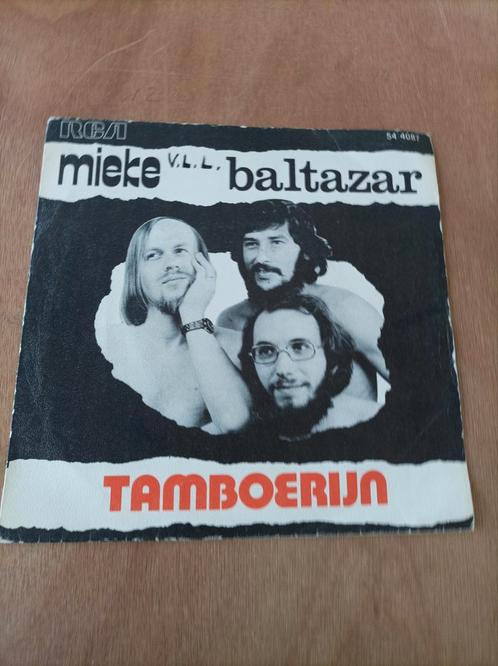 RCA 54 4087
mieke V.L.L. baltazar
TAMBOERIJN